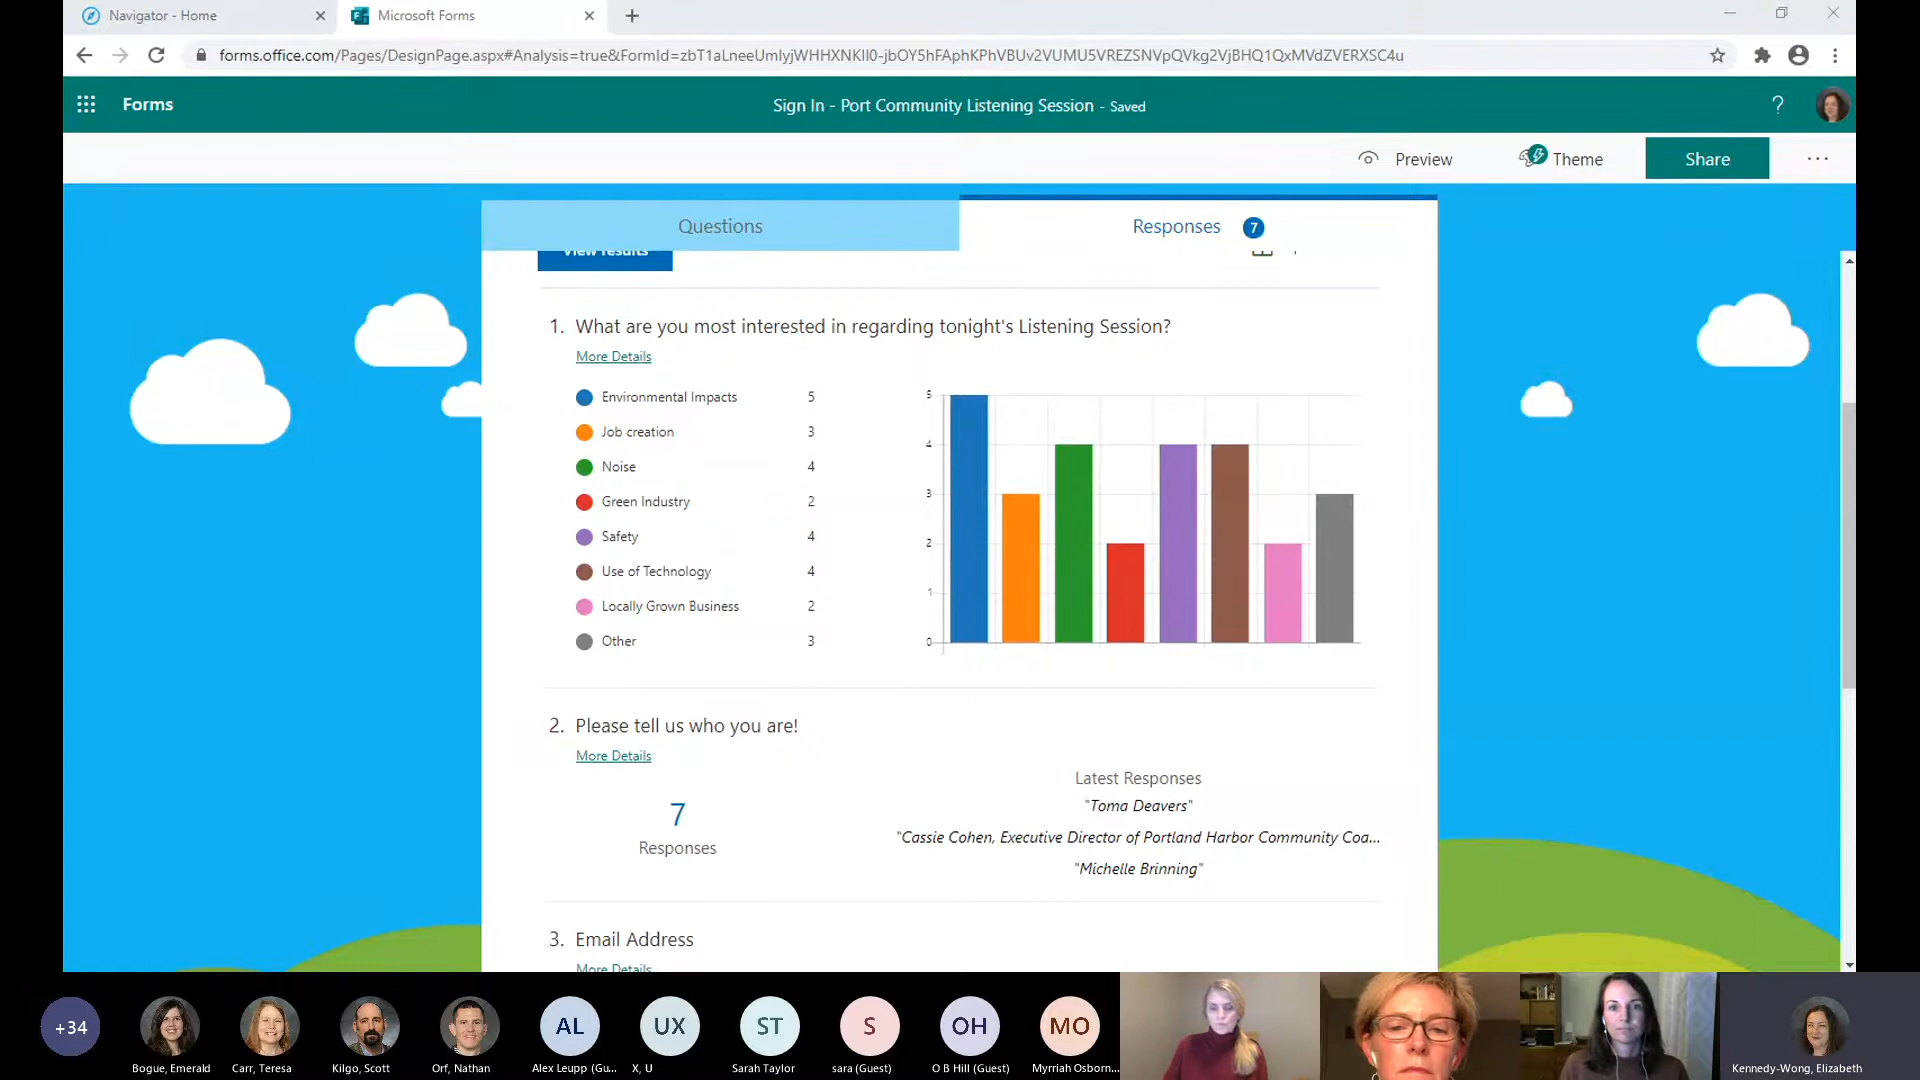 Navigator - Home
Microsoft Forms
forms.office.com/Pages/DesignPage.aspx#Analysis=true&FormId=zbT1aLneeUmlyjWHHXNKIl0-jbOY5hFAphKPhVBUv2VUMU5VREZSNVpQVkg2VjBHQ1QxMVdZVERXSC4u
Forms
Sign In - Port Community Listening Session - Saved
?
Preview
Theme
Share
Questions
Responses 7
View results
1. What are you most interested in regarding tonight's Listening Session?
More Details
Environmental Impacts 5
Job creation 3
Noise 4
Green Industry 2
Safety 4
Use of Technology 4
Locally Grown Business 2
Other 3
5
4
3
2
1
0
2. Please tell us who you are!
More Details
7
Responses
Latest Responses
"Toma Deavers"
"Cassie Cohen, Executive Director of Portland Harbor Community Coa...
"Michelle Brinning"
3. Email Address
More Details
+34
AL
UX
ST
S
OH
MO
Bogue, Emerald
Carr, Teresa
Kilgo, Scott
Orf, Nathan
Alex Leupp (Gu...
X, U
Sarah Taylor
sara (Guest)
O B Hill (Guest)
Myrriah Osborn...
Kennedy-Wong, Elizabeth